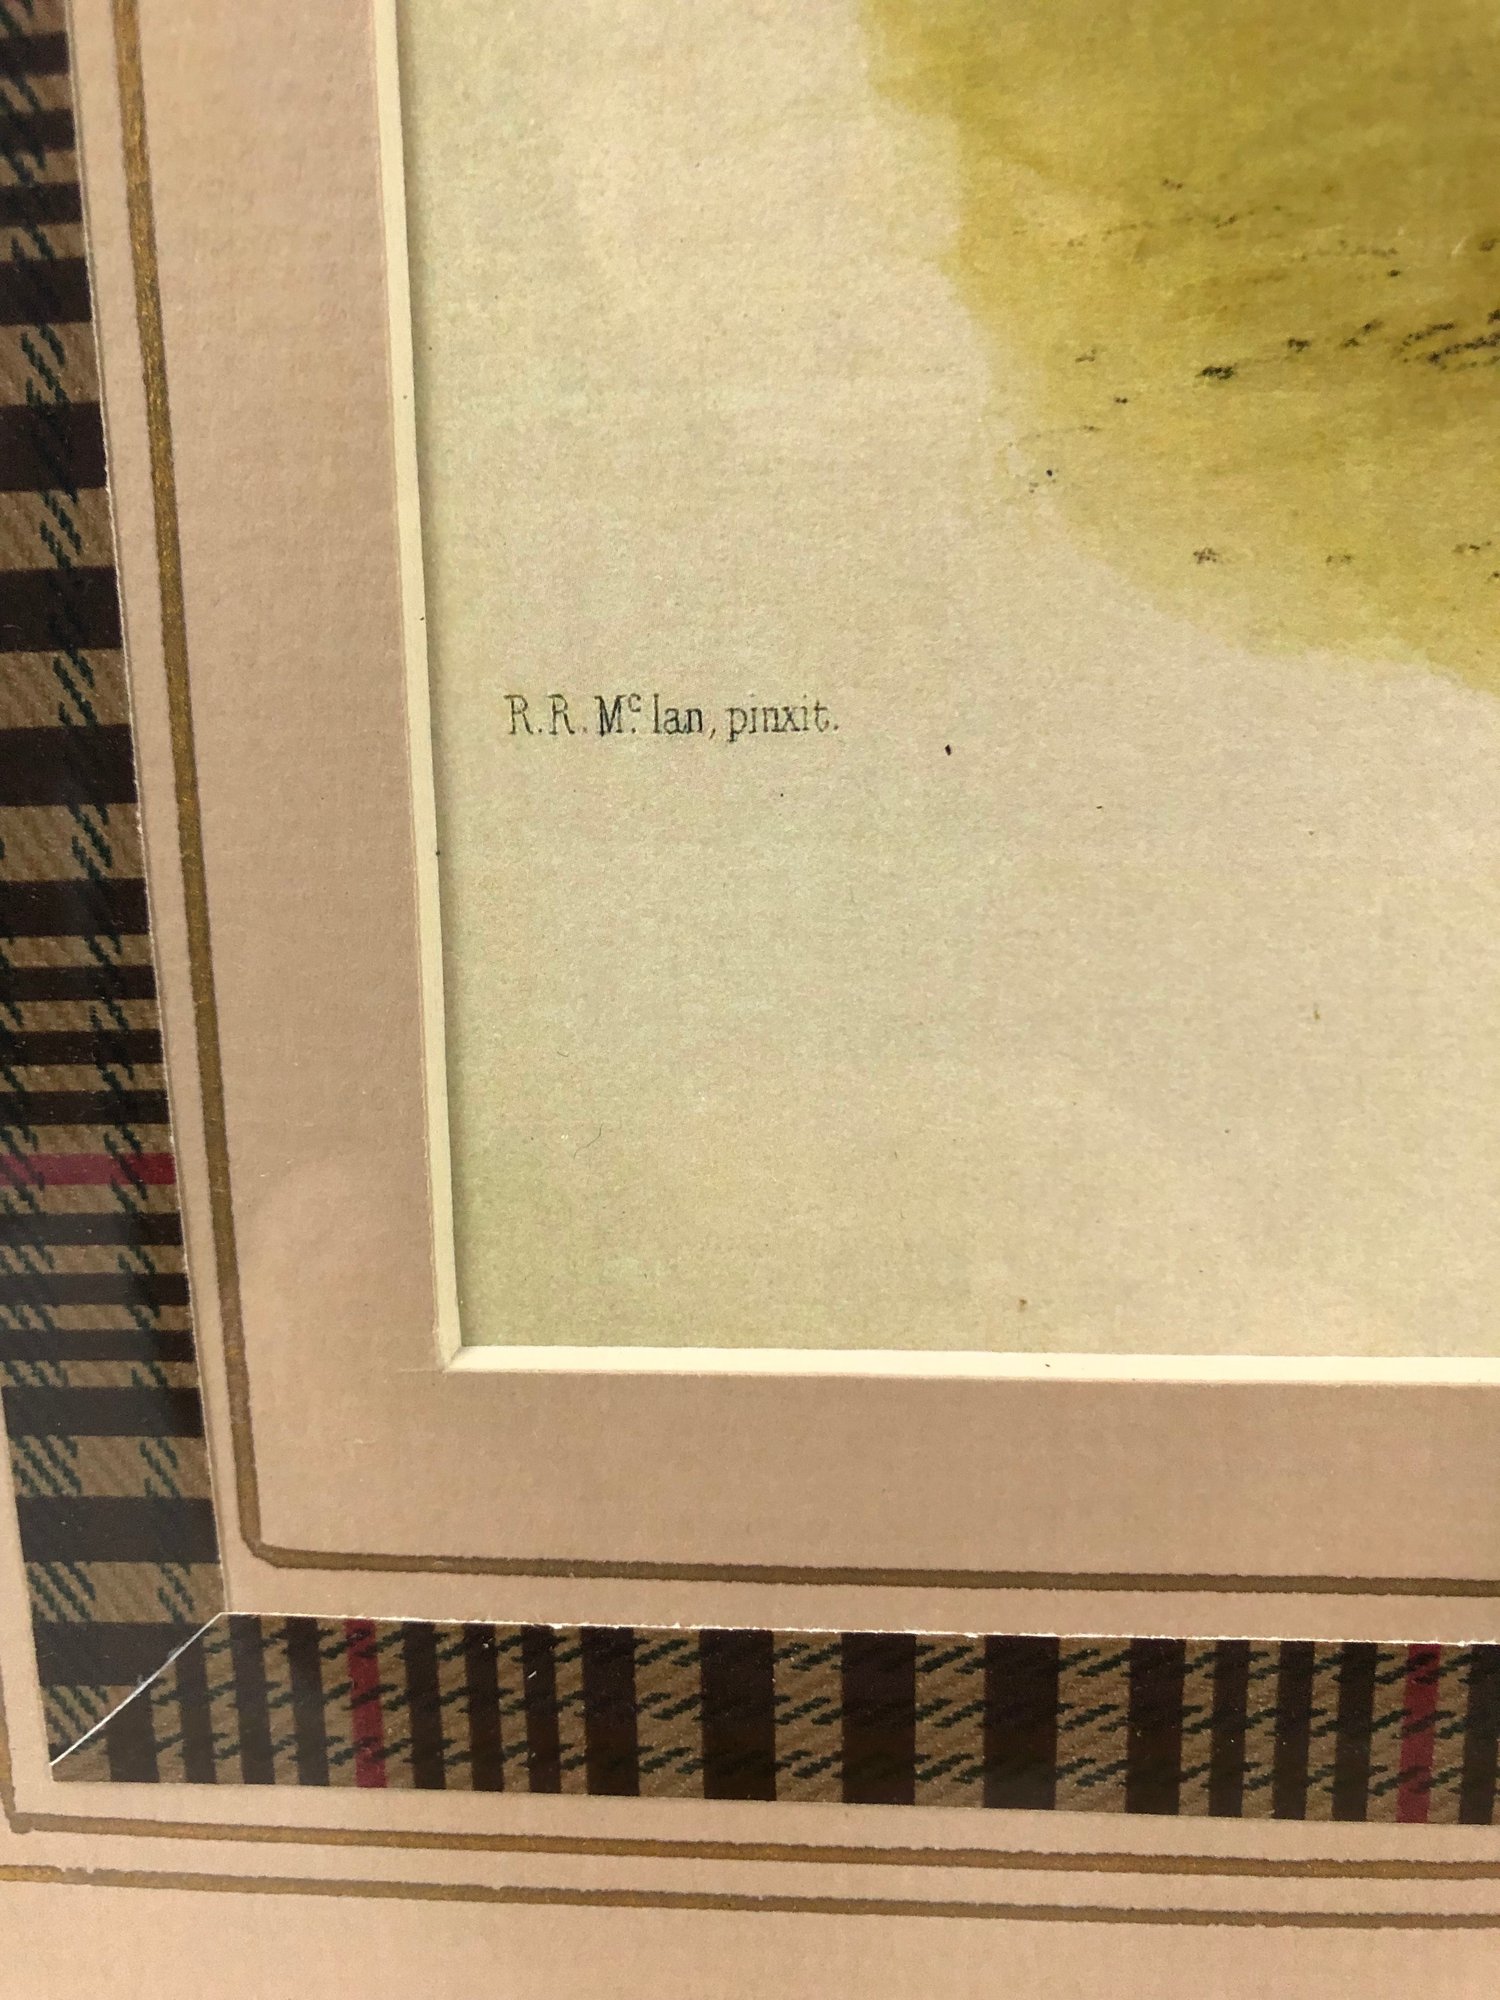 R. R. Mᶜ. Ian, pinxit.